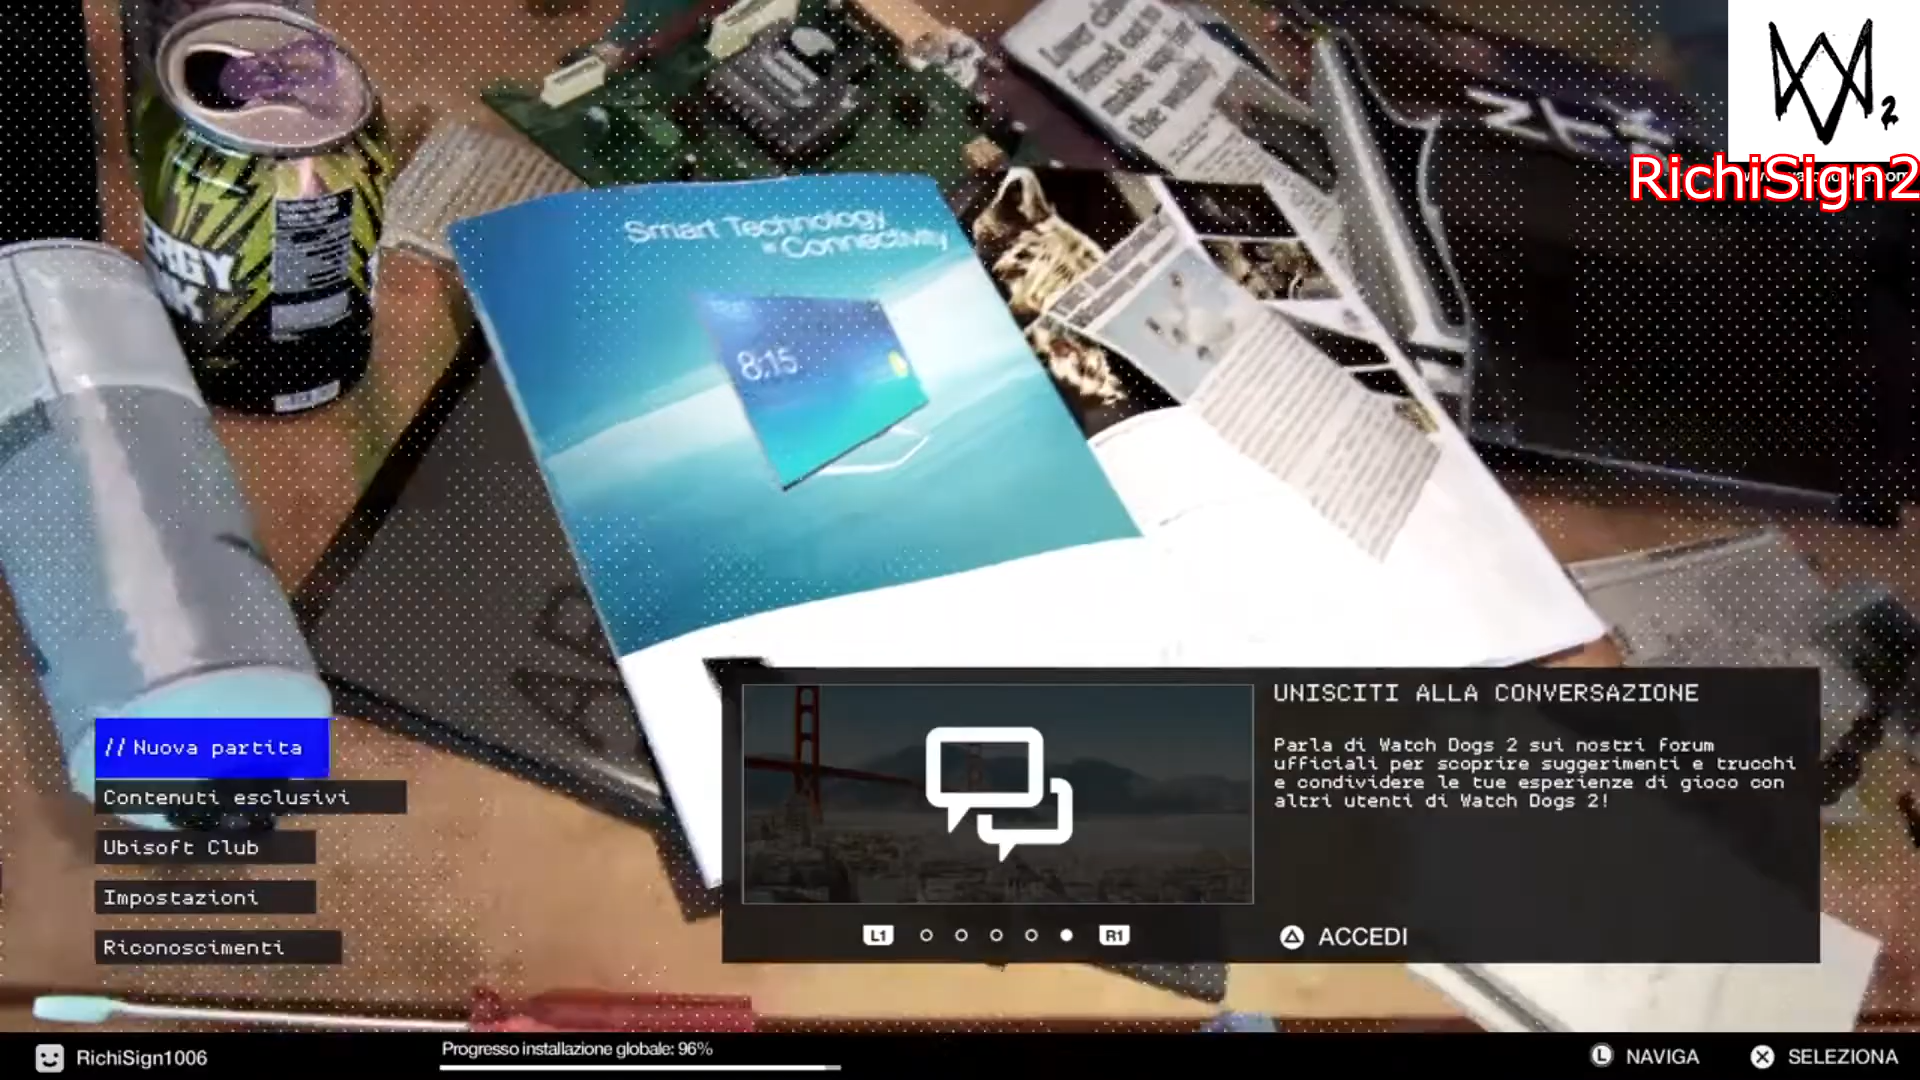 2
RichiSign2
Smart Technology
& Connectivity
8:15
// Nuova partita
Contenuti esclusivi
Ubisoft Club
Impostazioni
Riconoscimenti
UNISCITI ALLA CONVERSAZIONE
Parla di Watch Dogs 2 sui nostri forum
ufficiali per scoprire suggerimenti e trucchi
e condividere le tue esperienze di gioco con
altri utenti di Watch Dogs 2!
L1
R1
ACCEDI
RichiSign1006
Progresso installazione globale: 96%
L NAVIGA
SELEZIONA